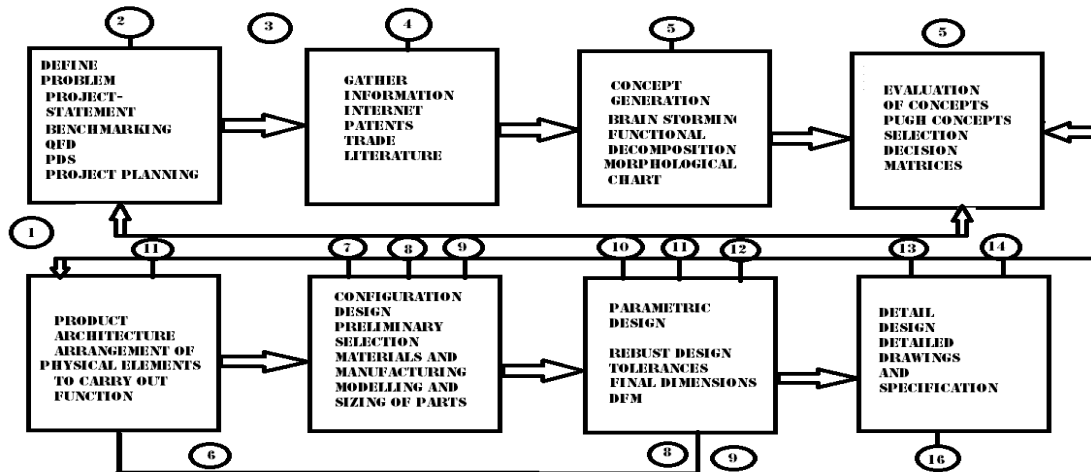 2
3
4
5
5
DEFINE
PROBLEM
PROJECT-
STATEMENT
BENCHMARKING
QFD
PDS
PROJECT PLANNING
GATHER
INFORMATION
INTERNET
PATENTS
TRADE
LITERATURE
CONCEPT
GENERATION
BRAIN STORMING
FUNCTIONAL
DECOMPOSITION
MORPHOLOGICAL
CHART
EVALUATION
OF CONCEPTS
PUGH CONCEPTS
SELECTION
DECISION
MATRICES
1
11
7
8
9
10
11
12
13
14
PRODUCT
ARCHITECTURE
ARRANGEMENT OF
PHYSICAL ELEMENTS
TO CARRY OUT
FUNCTION
CONFIGURATION
DESIGN
PRELIMINARY
SELECTION
MATERIALS AND
MANUFACTURING
MODELLING AND
SIZING OF PARTS
PARAMETRIC
DESIGN
REBUST DESIGN
TOLERANCES
FINAL DIMENSIONS
DFM
DETAIL
DESIGN
DETAILED
DRAWINGS
AND
SPECIFICATION
6
8
9
16